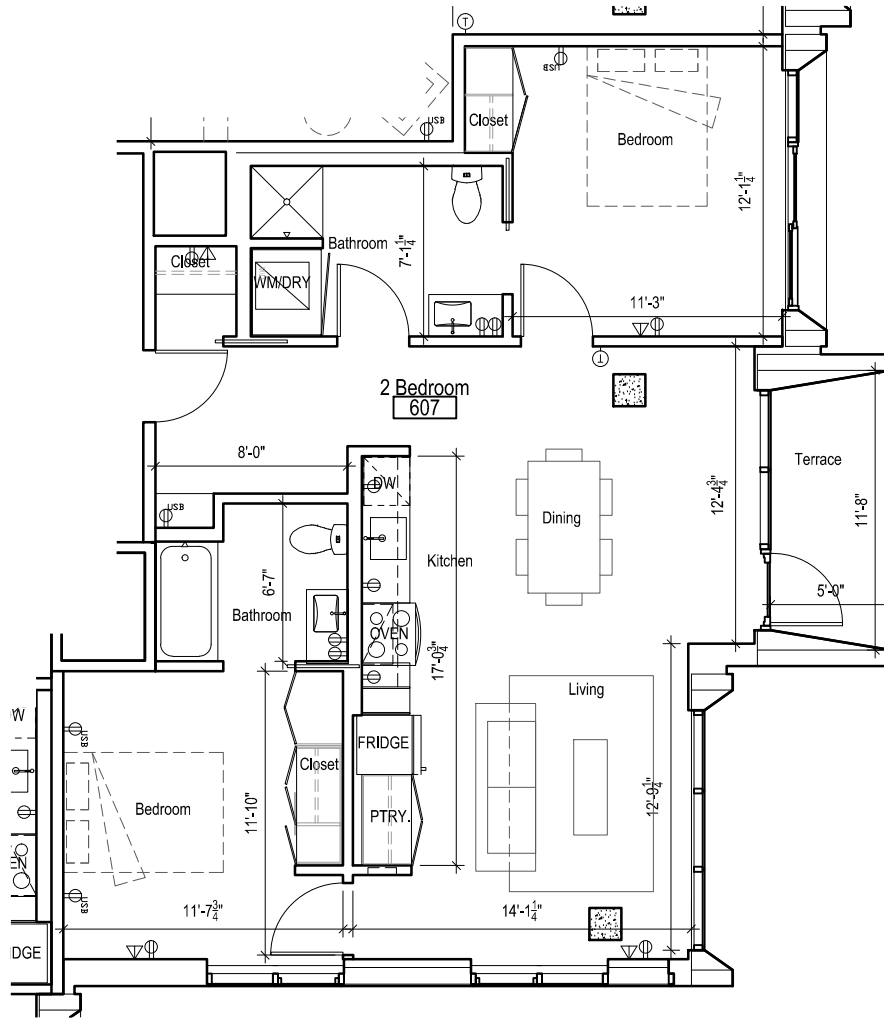 T
USB
USB
Closet
Bedroom
12'-1 1/4"
Bathroom
7'-1 1/4"
Closet
WM/DRY
11'-3"
T
2 Bedroom
607
8'-0"
DW
Terrace
12'-4 3/4"
11'-8"
USB
Dining
Kitchen
6'-7"
5'-0"
Bathroom
OVEN
17'-0 3/4"
Living
W
USB
FRIDGE
Closet
12'-9 1/4"
Bedroom
11'-10"
PTRY.
EN
USB
11'-7 3/4"
14'-1 1/4"
DGE